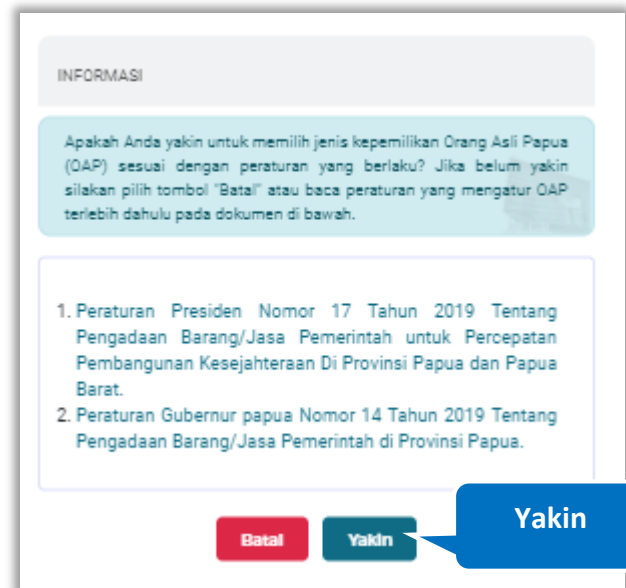 INFORMASI
Apakah Anda yakin untuk memilih jenis kepemilikan Orang Asli Papua
(OAP) sesuai dengan peraturan yang berlaku? Jika belum yakin
silakan pilih tombol "Batal" atau baca peraturan yang mengatur OAP
terlebih dahulu pada dokumen di bawah.
1. Peraturan Presiden Nomor 17 Tahun 2019 Tentang
Pengadaan Barang/Jasa Pemerintah untuk Percepatan
Pembangunan Kesejahteraan Di Provinsi Papua dan Papua
Barat.
2. Peraturan Gubernur papua Nomor 14 Tahun 2019 Tentang
Pengadaan Barang/Jasa Pemerintah di Provinsi Papua.
Batal Yakin
Yakin